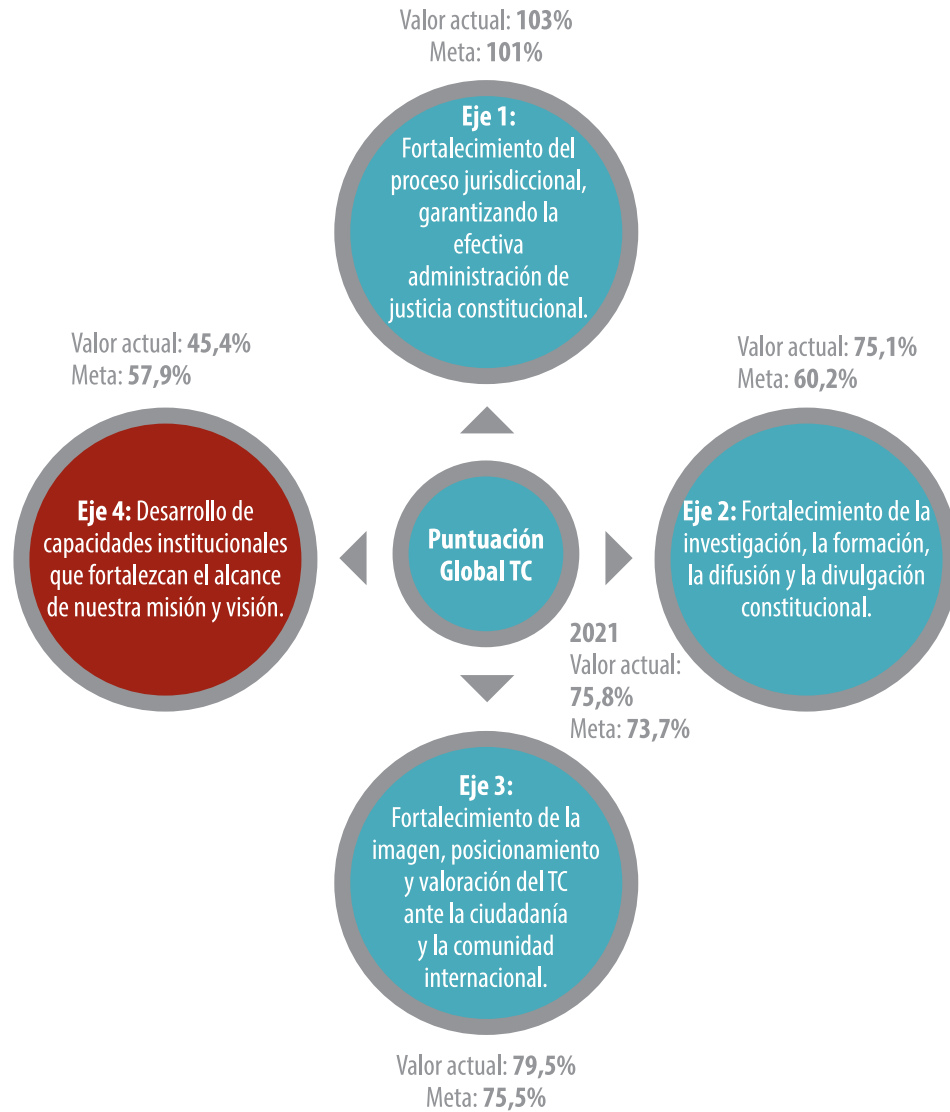 Valor actual: 103%
Meta: 101%
Eje 1:
Fortalecimiento del
proceso jurisdiccional,
garantizando la
efectiva
administración de
justicia constitucional.
Valor actual: 45,4%
Meta: 57,9%
Valor actual: 75,1%
Meta: 60,2%
Eje 4: Desarrollo de
capacidades institucionales
que fortalezcan el alcance
de nuestra misión y visión.
Puntuación
Global TC
Eje 2: Fortalecimiento de la
investigación, la formación,
la difusión y la divulgación
constitucional.
2021
Valor actual:
75,8%
Meta: 73,7%
Eje 3:
Fortalecimiento de la
imagen, posicionamiento
y valoración del TC
ante la ciudadanía
y la comunidad
internacional.
Valor actual: 79,5%
Meta: 75,5%